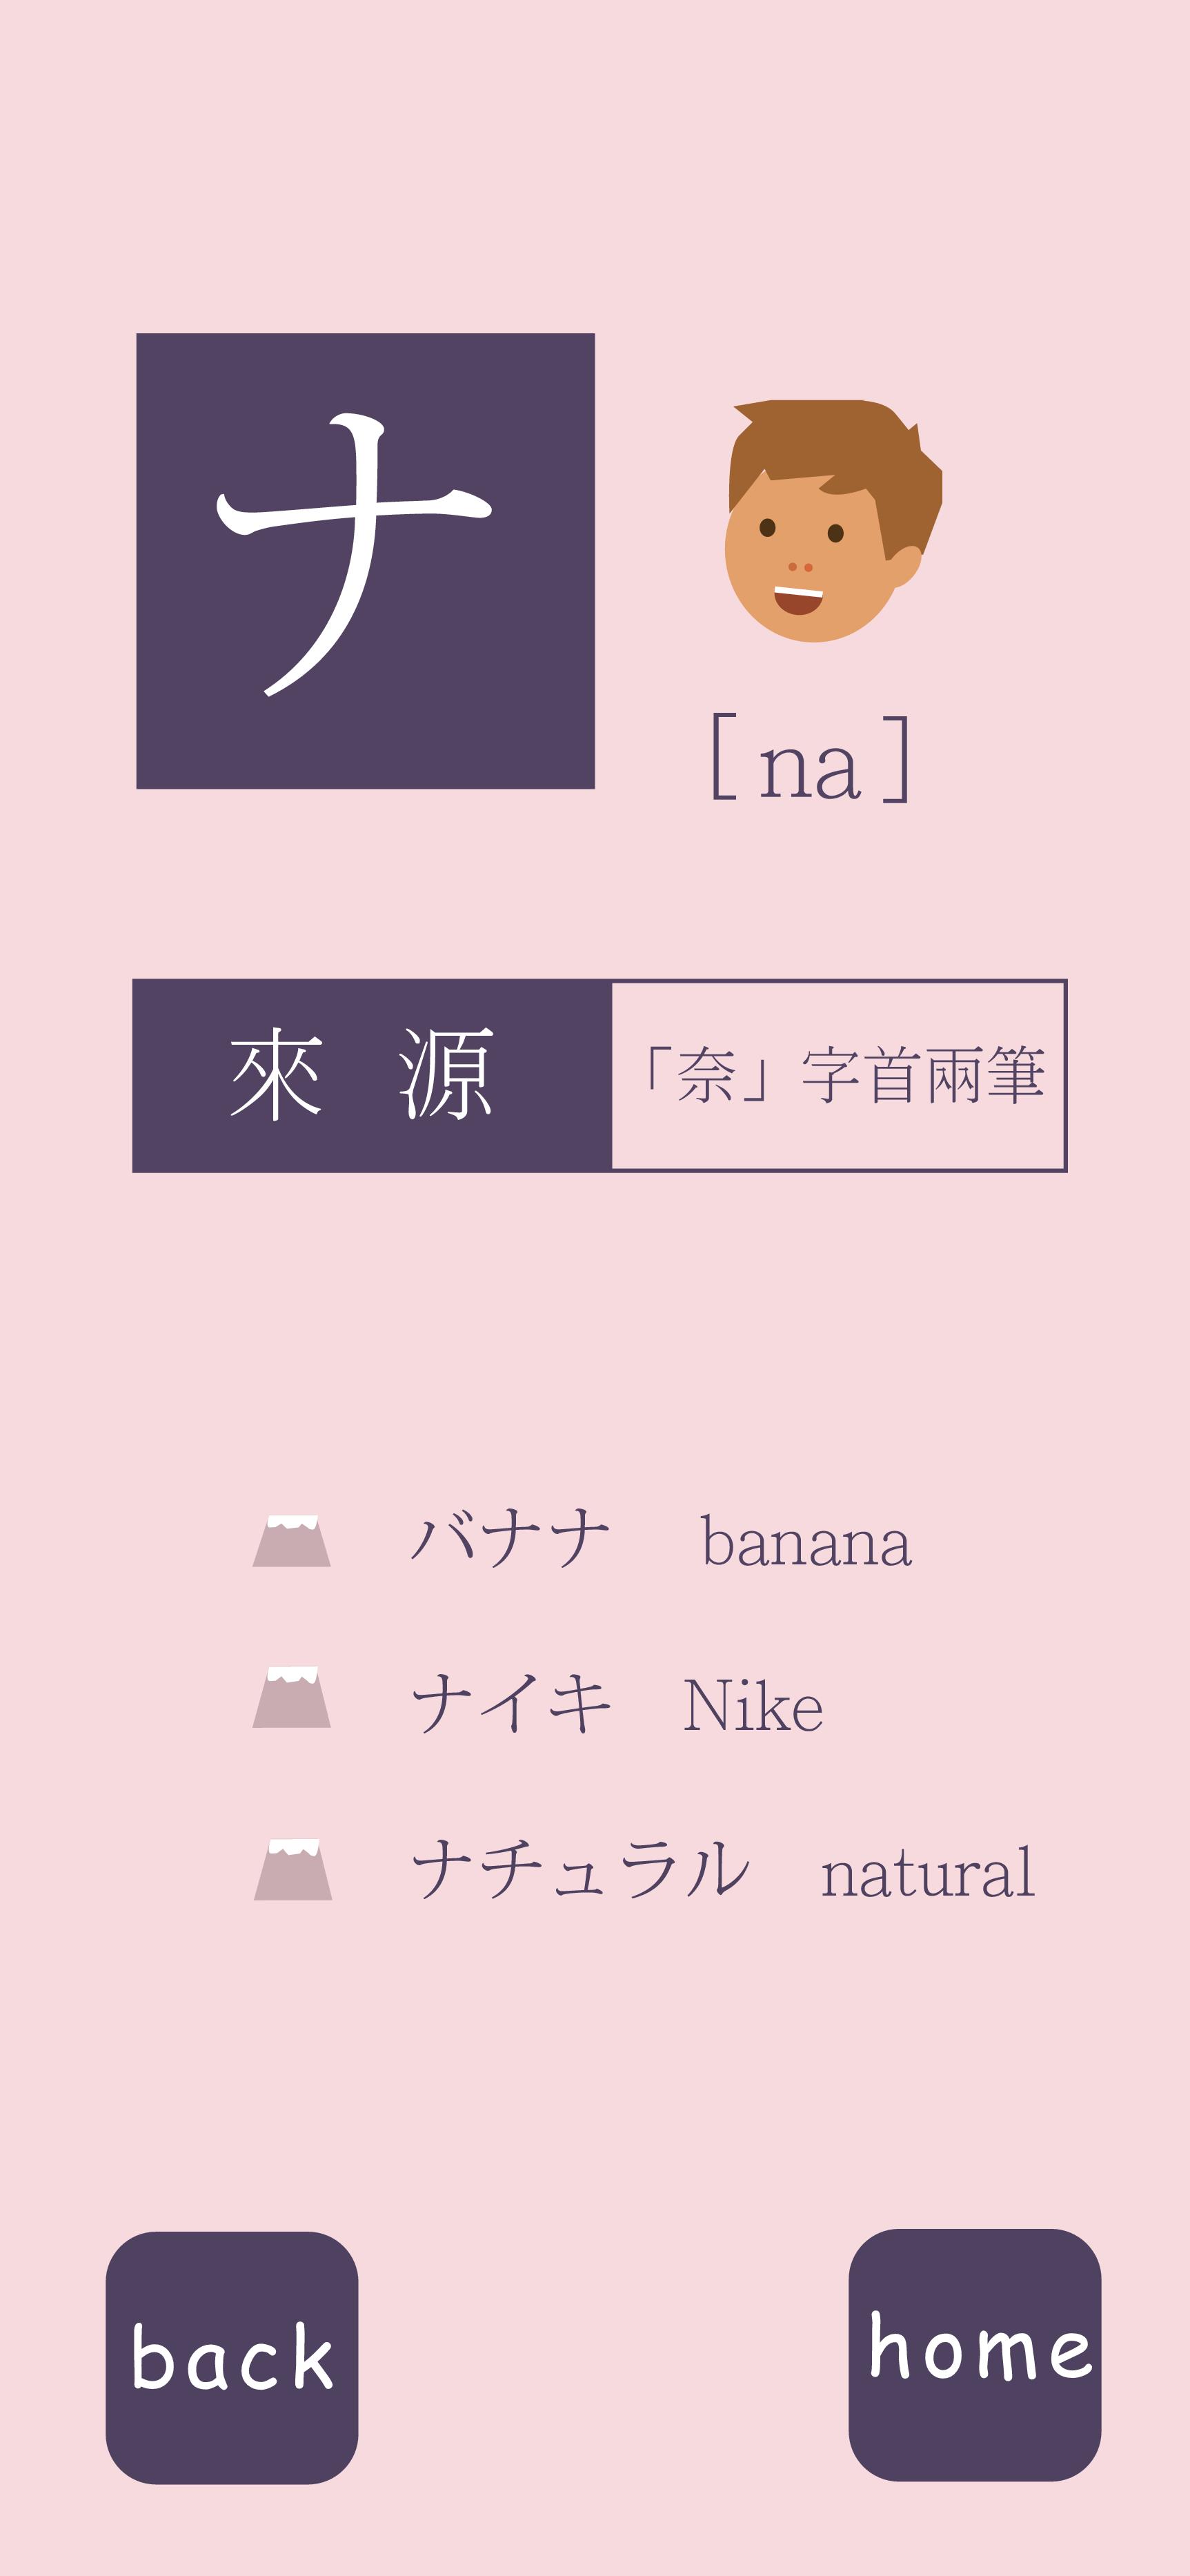 ナ
[ na ]
來 源
「奈」字首兩筆
バナナ banana
ナイキ Nike
ナチュラル natural
back
home